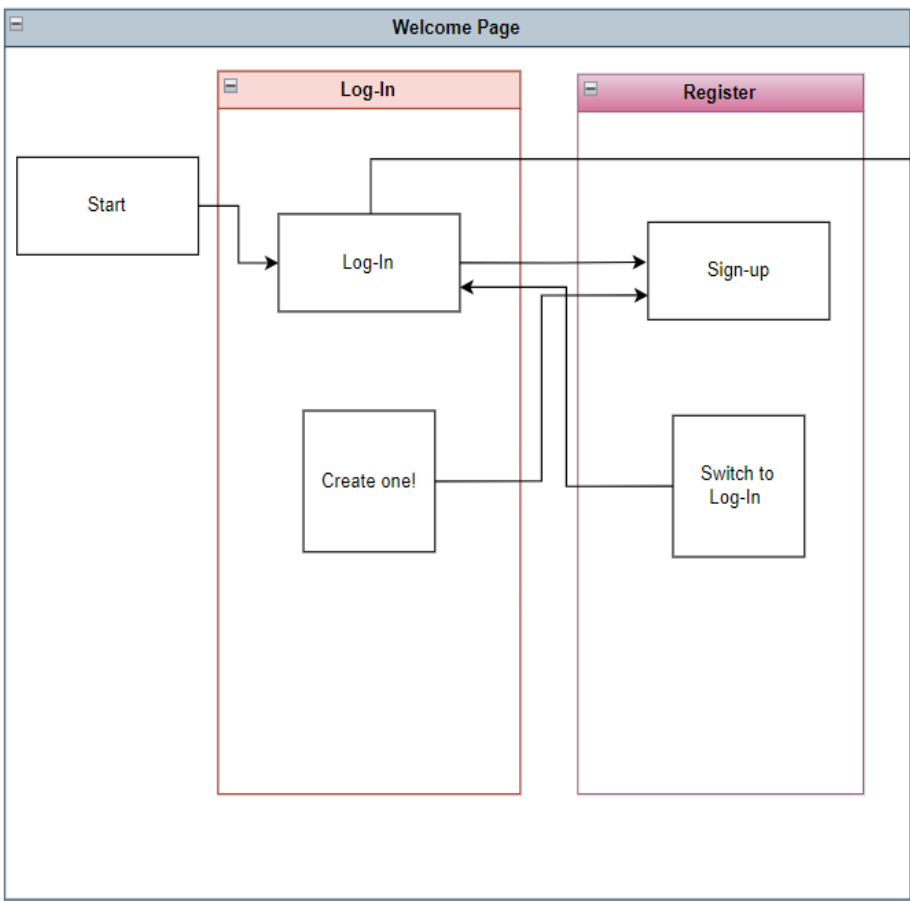 Welcome Page
Log-In
Register
Start
Log-In
Sign-up
Create one!
Switch to
Log-In